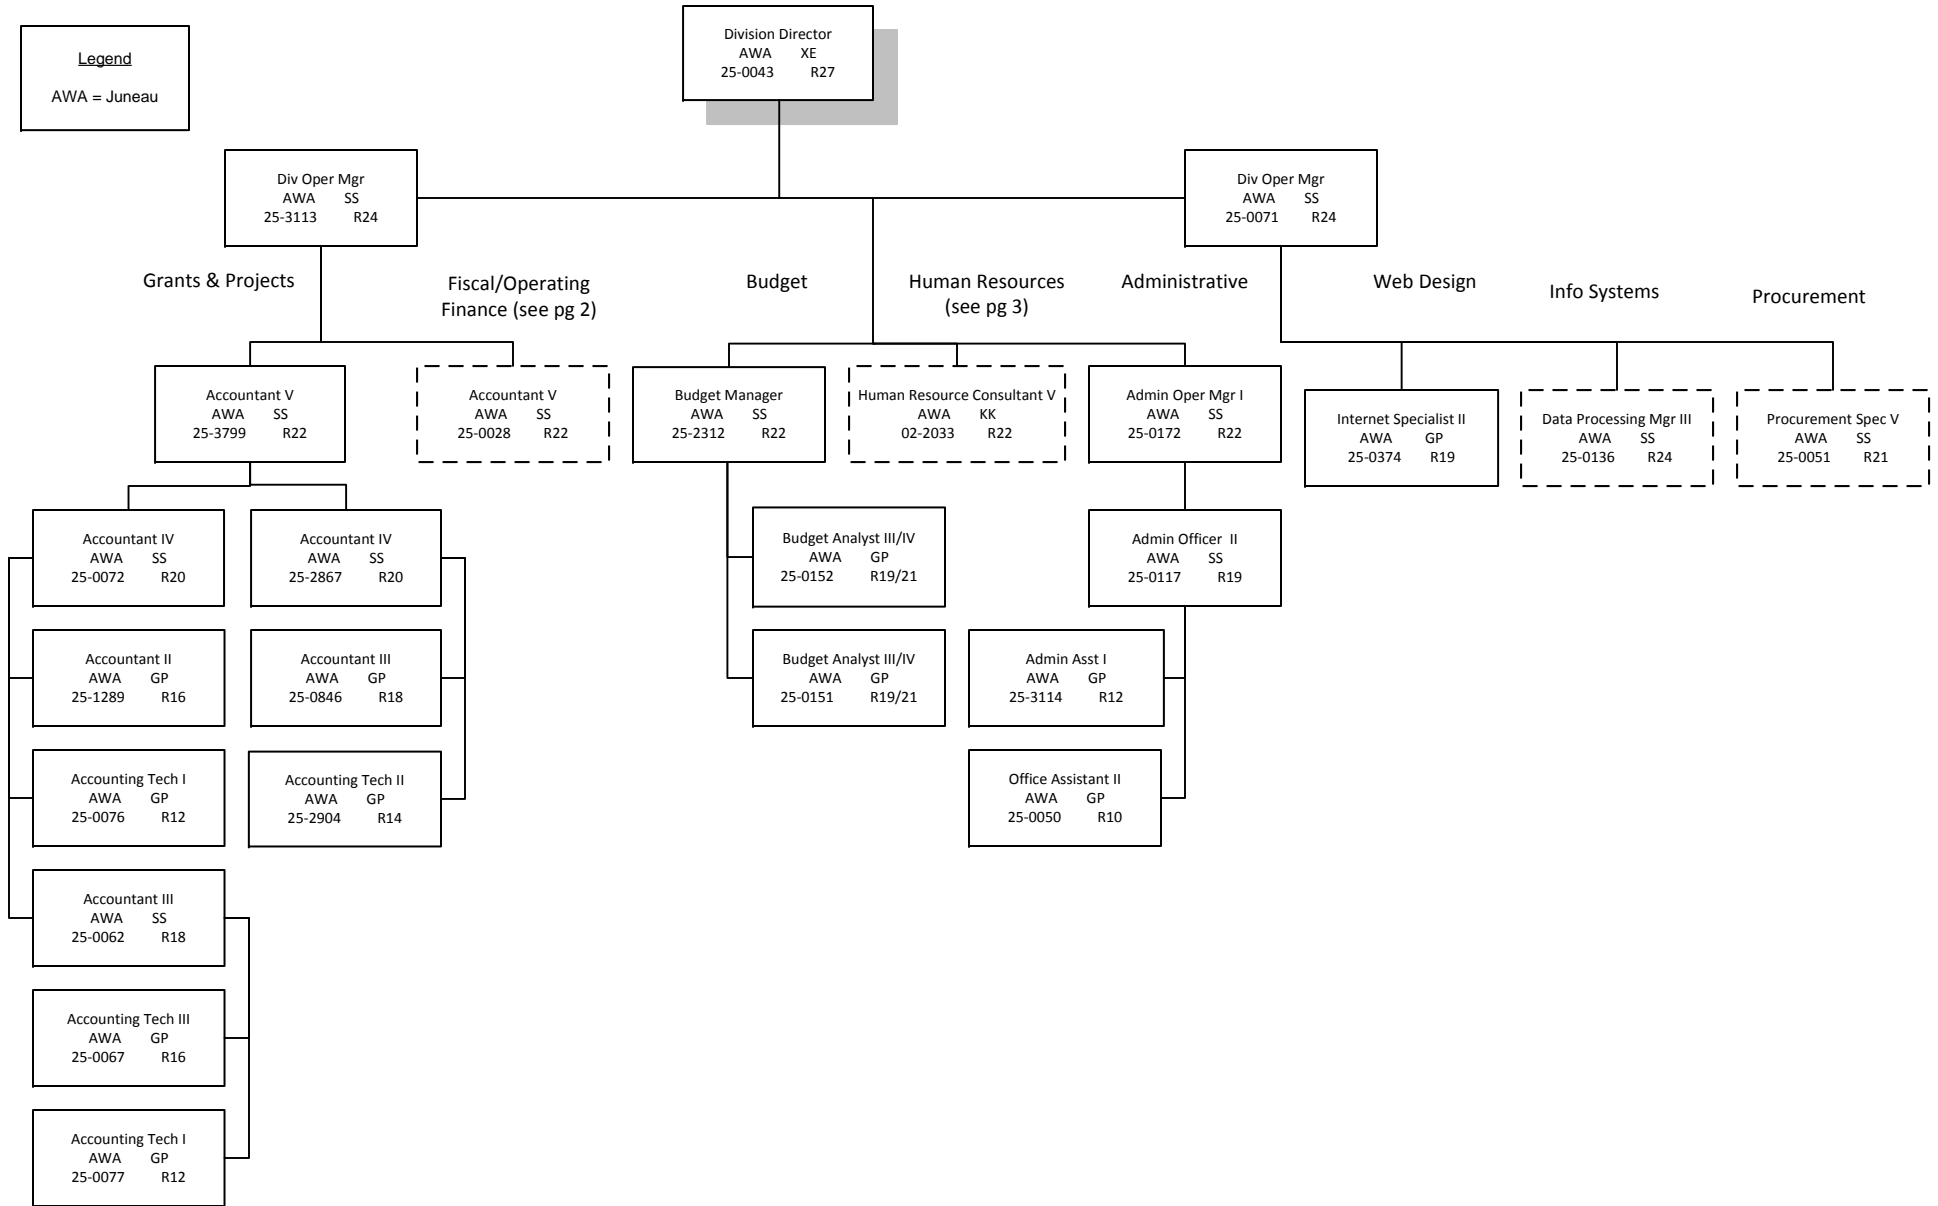 Legend
AWA = Juneau
Division Director
AWA XE
25-0043 R27
Div Oper Mgr
AWA SS
25-3113 R24
Div Oper Mgr
AWA SS
25-0071 R24
Grants & Projects
Fiscal/Operating
Finance (see pg 2)
Budget
Human Resources
(see pg 3)
Administrative
Web Design
Info Systems
Procurement
Accountant V
AWA SS
25-3799 R22
Accountant V
AWA SS
25-0028 R22
Budget Manager
AWA SS
25-2312 R22
Human Resource Consultant V
AWA KK
02-2033 R22
Admin Oper Mgr I
AWA SS
25-0172 R22
Internet Specialist II
AWA GP
25-0374 R19
Data Processing Mgr III
AWA SS
25-0136 R24
Procurement Spec V
AWA SS
25-0051 R21
Accountant IV
AWA SS
25-0072 R20
Accountant IV
AWA SS
25-2867 R20
Budget Analyst III/IV
AWA GP
25-0152 R19/21
Admin Officer II
AWA SS
25-0117 R19
Accountant II
AWA GP
25-1289 R16
Accountant III
AWA GP
25-0846 R18
Budget Analyst III/IV
AWA GP
25-0151 R19/21
Admin Asst I
AWA GP
25-3114 R12
Accounting Tech I
AWA GP
25-0076 R12
Accounting Tech II
AWA GP
25-2904 R14
Office Assistant II
AWA GP
25-0050 R10
Accountant III
AWA SS
25-0062 R18
Accounting Tech III
AWA GP
25-0067 R16
Accounting Tech I
AWA GP
25-0077 R12